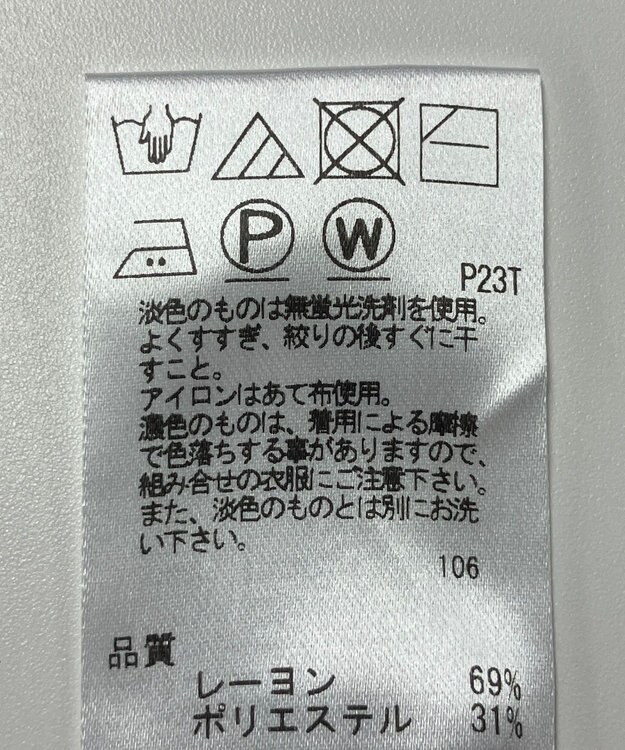 P
W
P23T
淡色のものは無蛍光洗剤を使用。
よくすすぎ、絞りの後すぐに干
すこと。
アイロンはあて布使用。
濃色のものは、着用による摩擦
で色落ちする事がありますので、
組み合せの衣服にご注意下さい。
また、淡色のものとは別にお洗
い下さい。
106
品質
レーヨン 69%
ポリエステル 31%